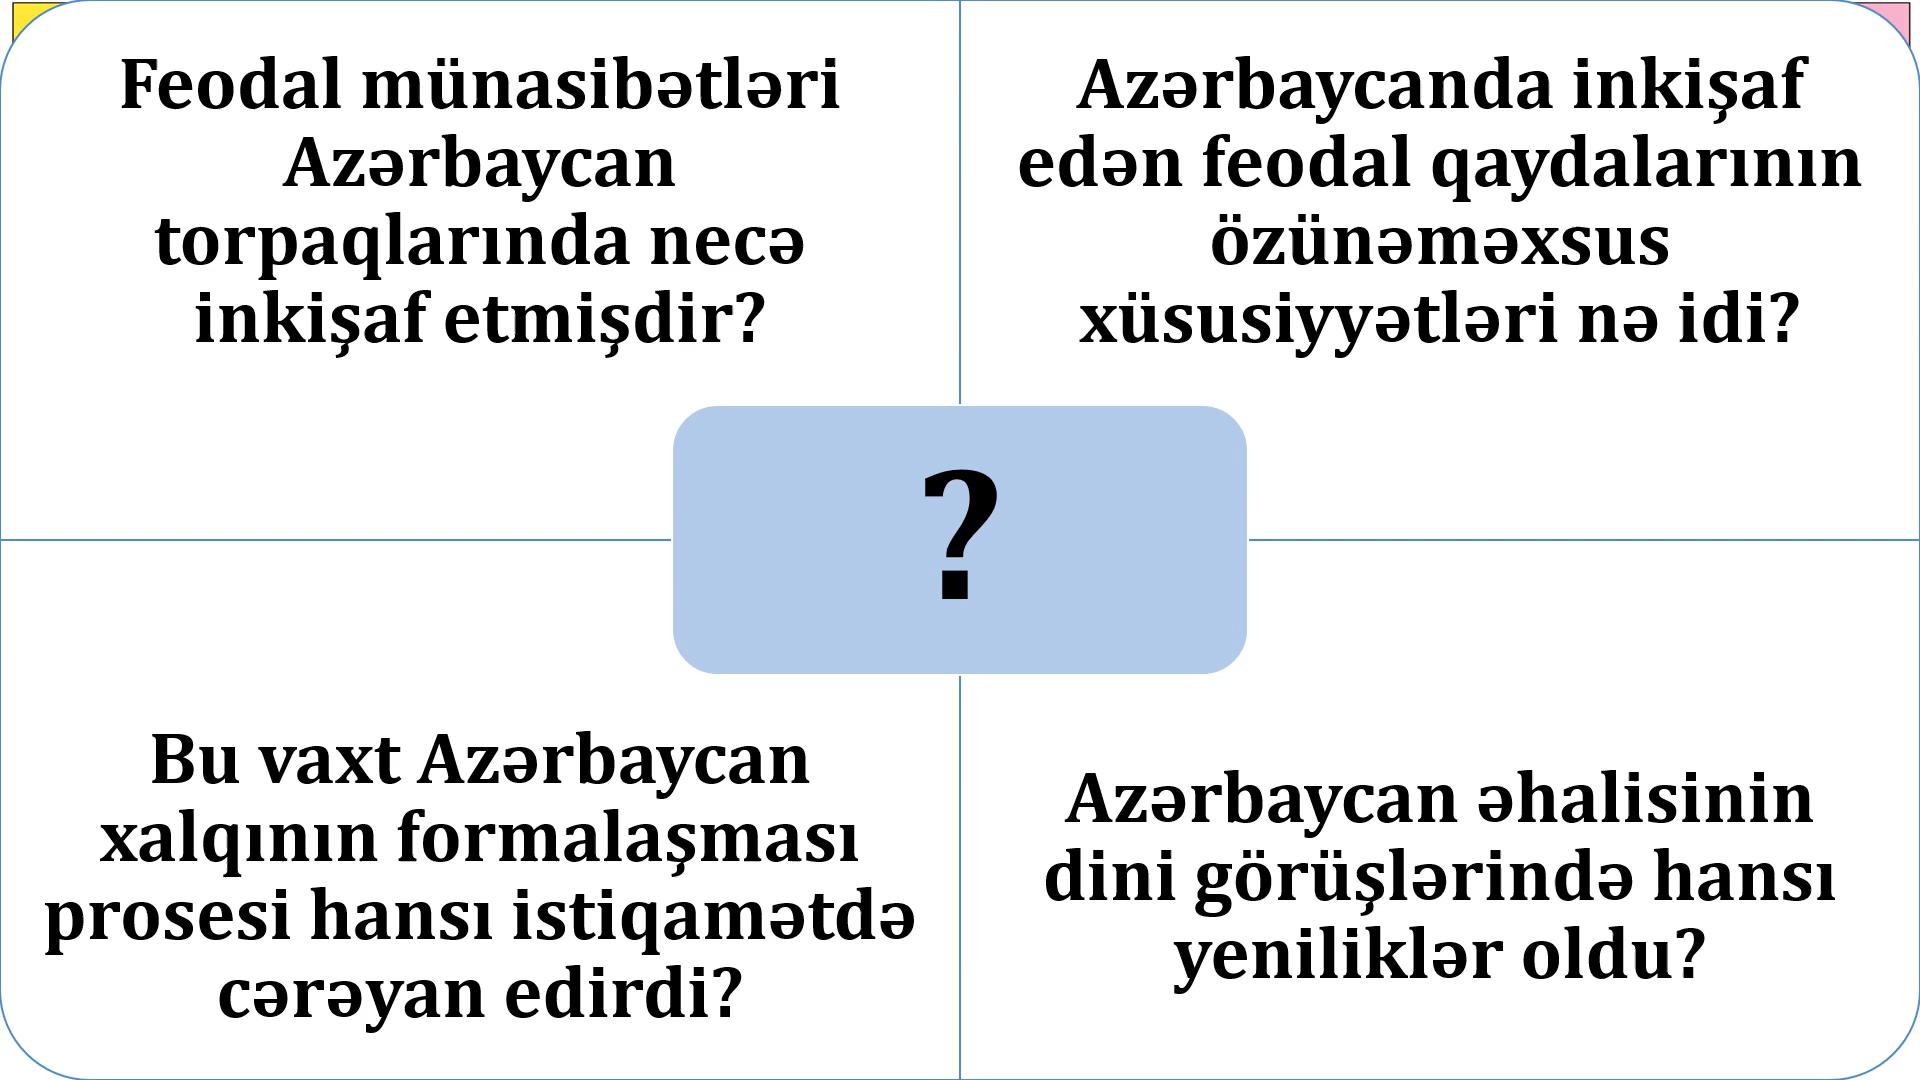 Feodal münasibətləri
Azərbaycan
torpaqlarında necə
inkişaf etmişdir?
Azərbaycanda inkişaf
edən feodal qaydalarının
özünəməxsus
xüsusiyyətləri nə idi?
?
Bu vaxt Azərbaycan
xalqının formalaşması
prosesi hansı istiqamətdə
cərəyan edirdi?
Azərbaycan əhalisinin
dini görüşlərində hansı
yeniliklər oldu?